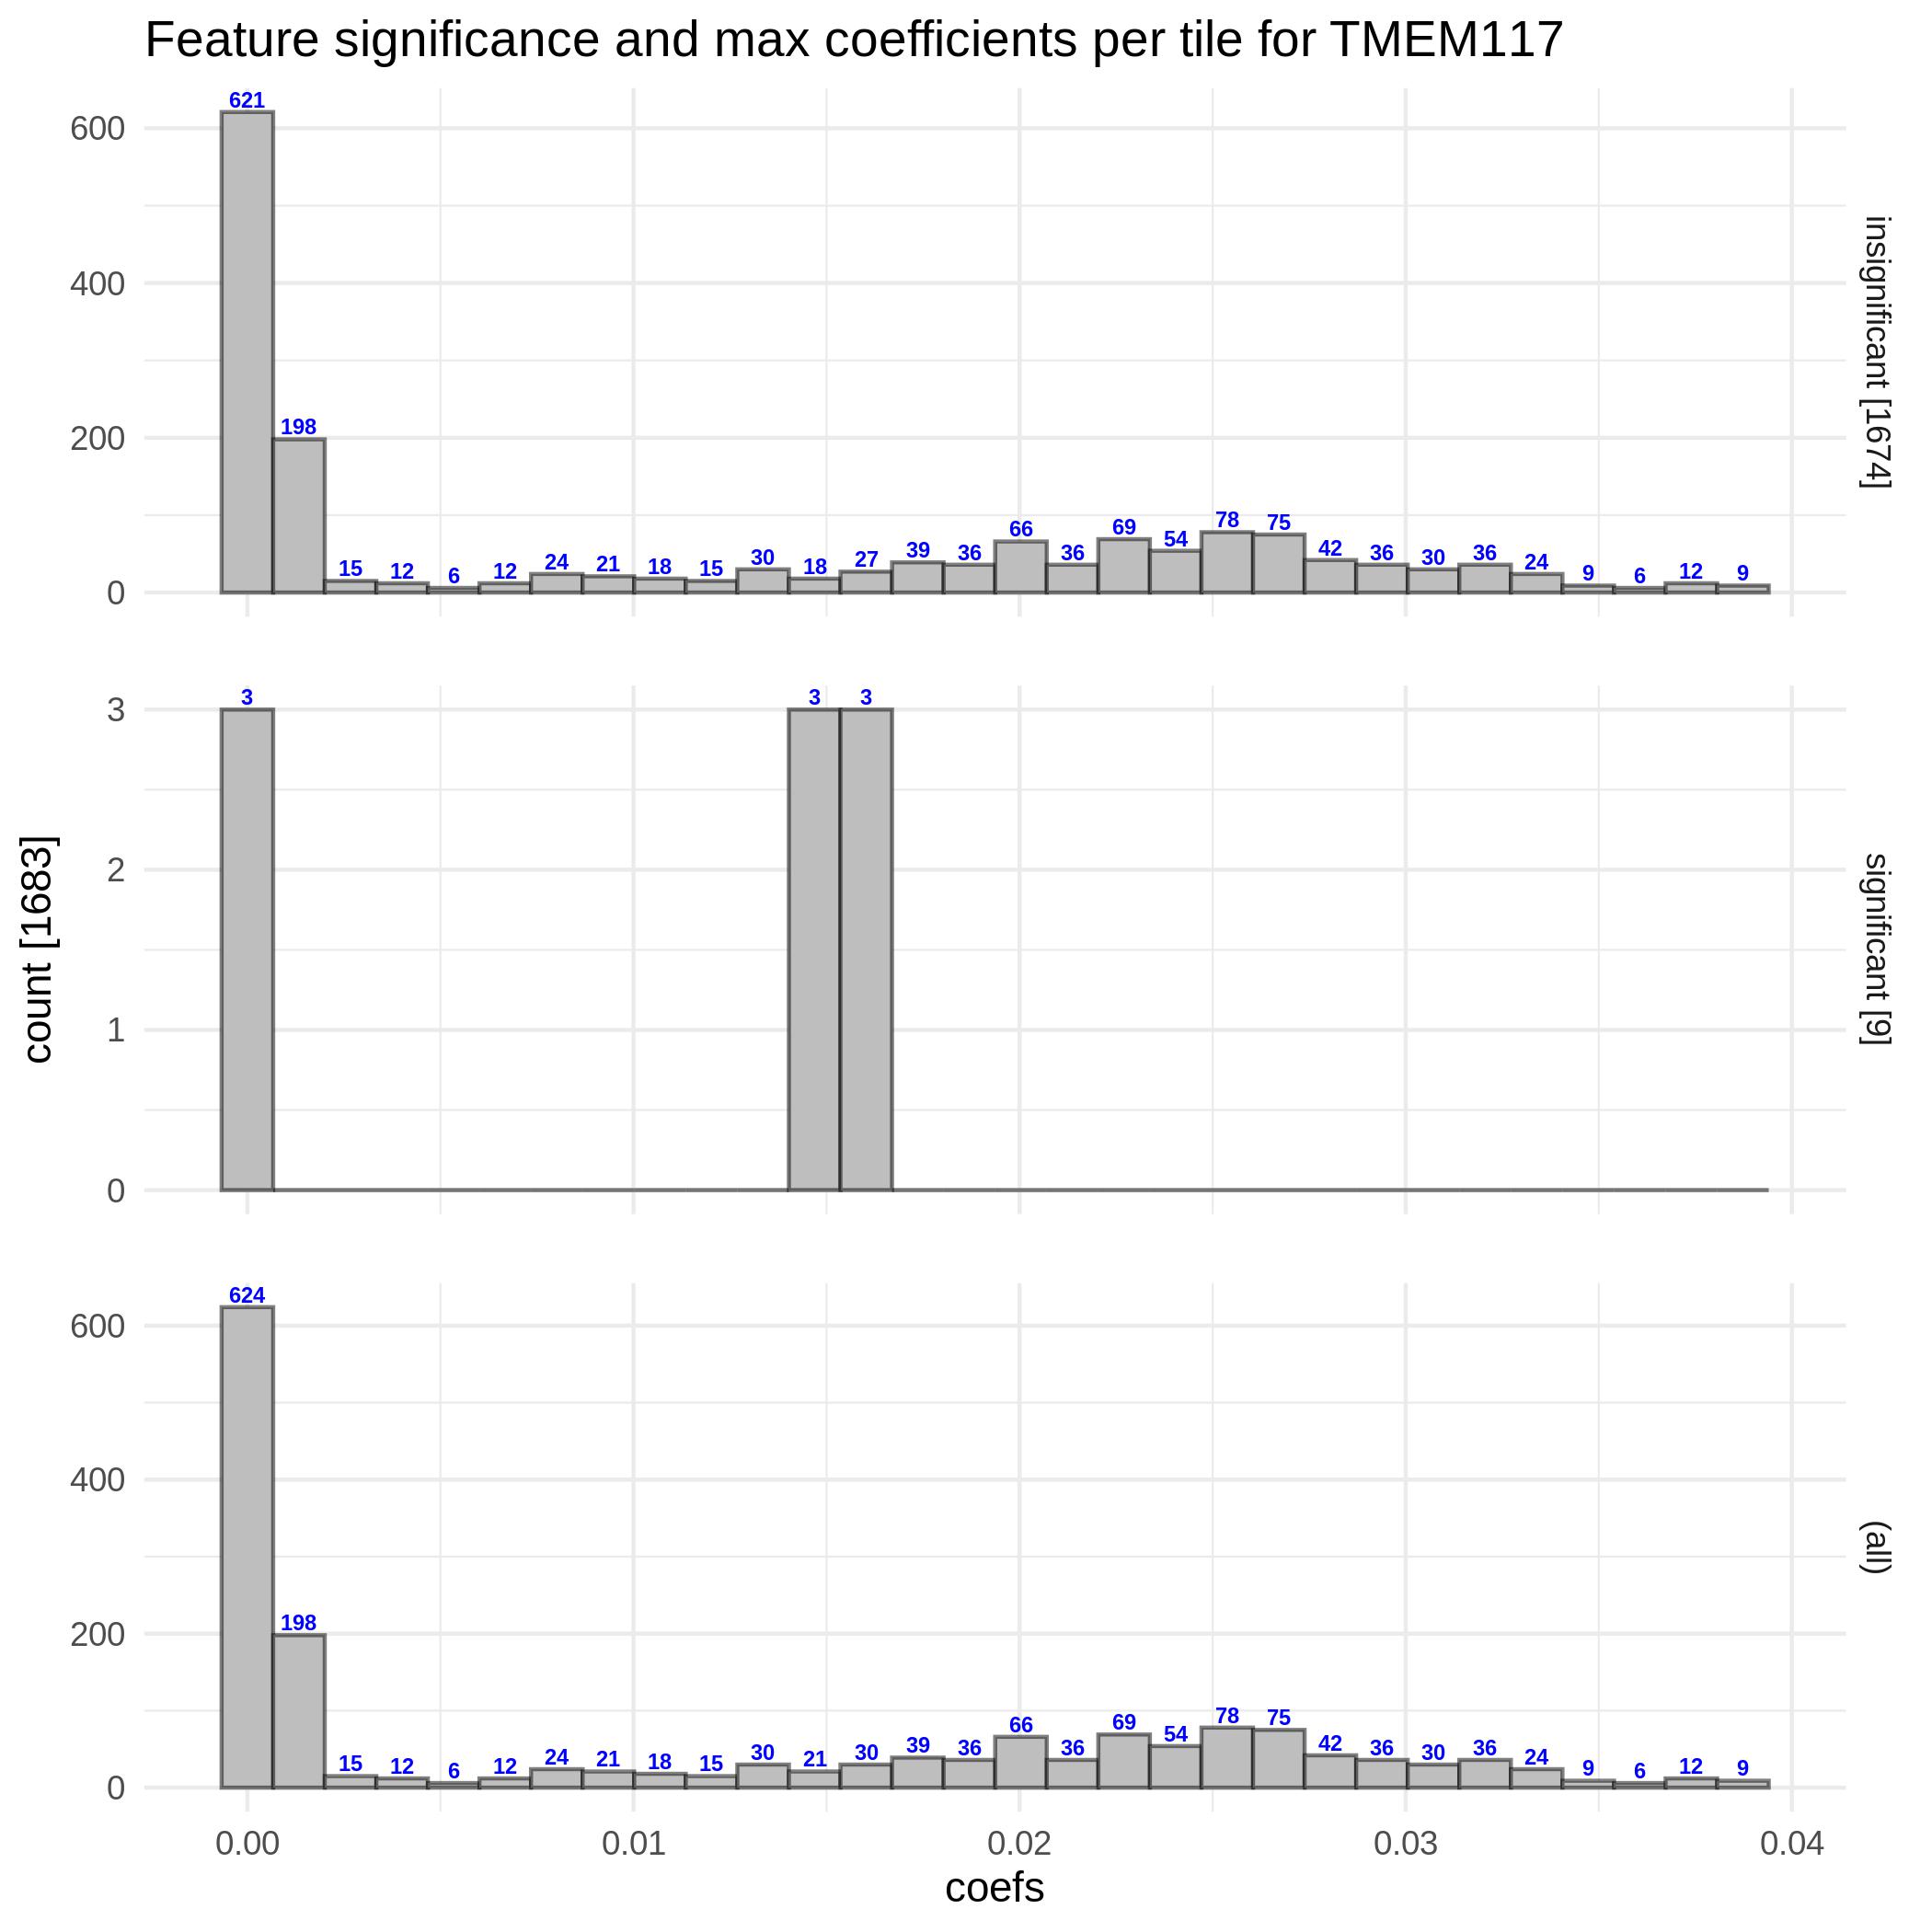 Feature significance and max coefficients per tile for TMEM117
621
600
400
200
0
198 15 12 6 12 24 21 18 15 30 18 27 39 36 66 36 69 54 78 75 42 36 30 36 24 9 6 12 9
insignificant [1674]
3 3 3
3
2
1
0
significant [9]
count [1683]
624
600
400
200
0
198 15 12 6 12 24 21 18 15 30 21 30 39 36 66 36 69 54 78 75 42 36 30 36 24 9 6 12 9
(all)
0.00 0.01 0.02 0.03 0.04
coefs